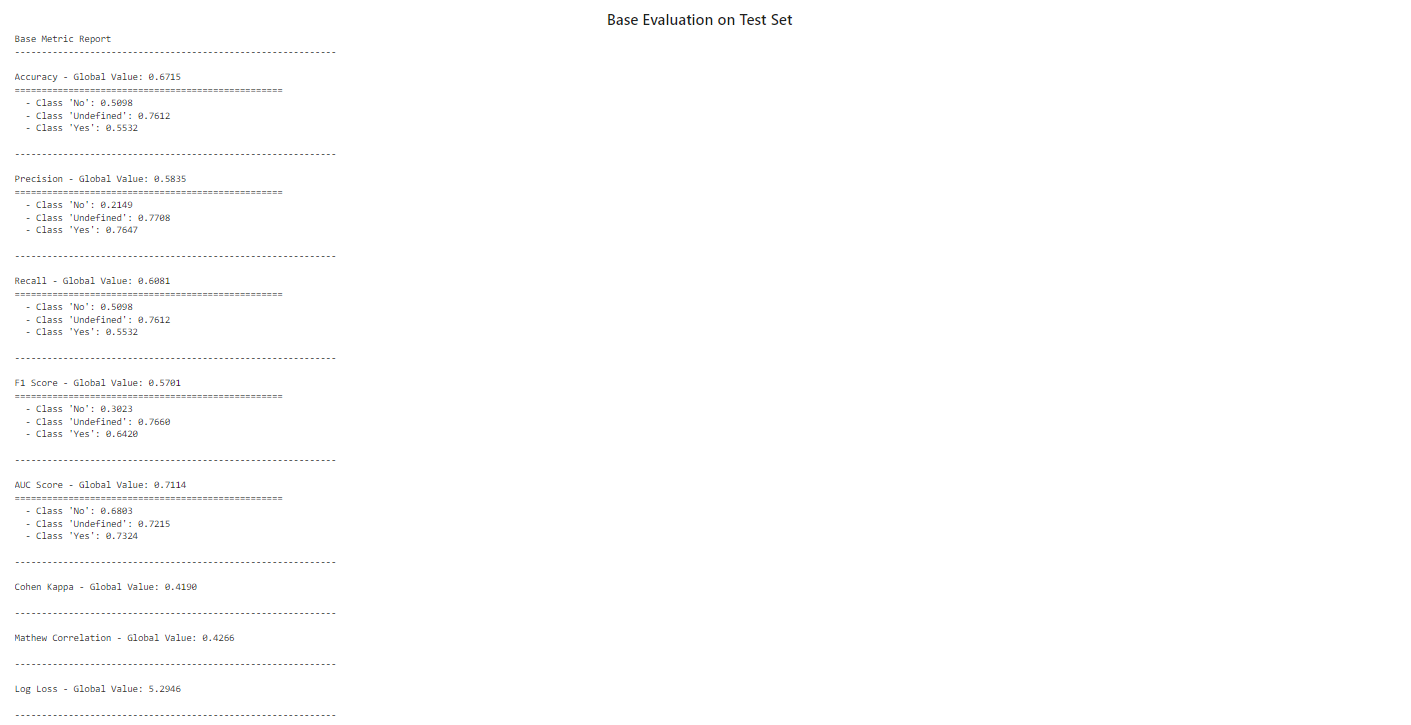 Base Evaluation on Test Set
Base Metric Report
------------------------------------------------------------
Accuracy - Global Value: 0.6715
==================================================
- Class 'No': 0.5098
- Class 'Undefined': 0.7612
- Class 'Yes': 0.5532
------------------------------------------------------------
Precision - Global Value: 0.5835
==================================================
- Class 'No': 0.2149
- Class 'Undefined': 0.7708
- Class 'Yes': 0.7647
------------------------------------------------------------
Recall - Global Value: 0.6081
==================================================
- Class 'No': 0.5098
- Class 'Undefined': 0.7612
- Class 'Yes': 0.5532
------------------------------------------------------------
F1 Score - Global Value: 0.5701
==================================================
- Class 'No': 0.3023
- Class 'Undefined': 0.7660
- Class 'Yes': 0.6420
------------------------------------------------------------
AUC Score - Global Value: 0.7114
==================================================
- Class 'No': 0.6803
- Class 'Undefined': 0.7215
- Class 'Yes': 0.7324
------------------------------------------------------------
Cohen Kappa - Global Value: 0.4190
------------------------------------------------------------
Mathew Correlation - Global Value: 0.4266
------------------------------------------------------------
Log Loss - Global Value: 5.2946
------------------------------------------------------------